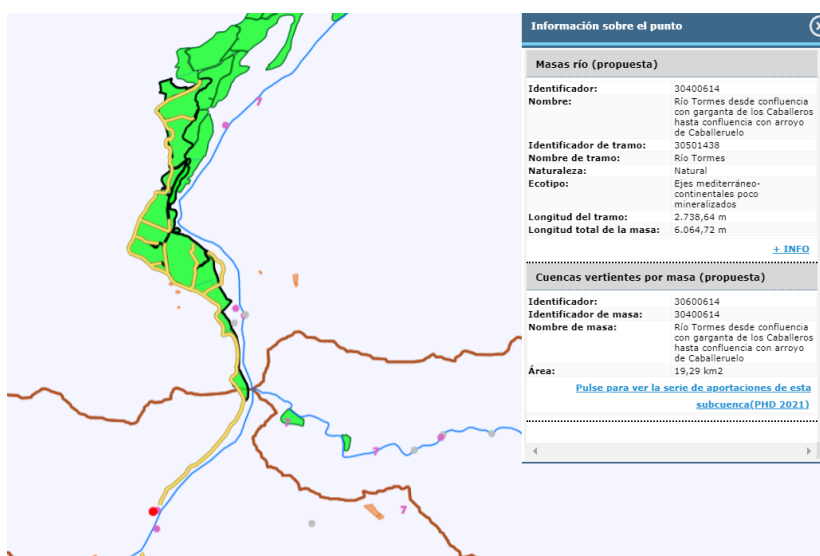 Información sobre el punto
Masas río (propuesta)
Identificador: 30400614
Nombre: Río Tormes desde confluencia
con garganta de los Caballeros
hasta confluencia con arroyo
de Caballeruelo
Identificador de tramo: 30501438
Nombre de tramo: Río Tormes
Naturaleza: Natural
Ecotipo: Ejes mediterráneo-
continentales poco
mineralizados
Longitud del tramo: 2.738,64 m
Longitud total de la masa: 6.064,72 m
+ INFO
Cuencas vertientes por masa (propuesta)
Identificador: 30600614
Identificador de masa: 30400614
Nombre de masa: Río Tormes desde confluencia
con garganta de los Caballeros
hasta confluencia con arroyo
de Caballeruelo
Área: 19,29 km2
Pulse para ver la serie de aportaciones de esta
subcuenca(PHD 2021)
7
7
7
7